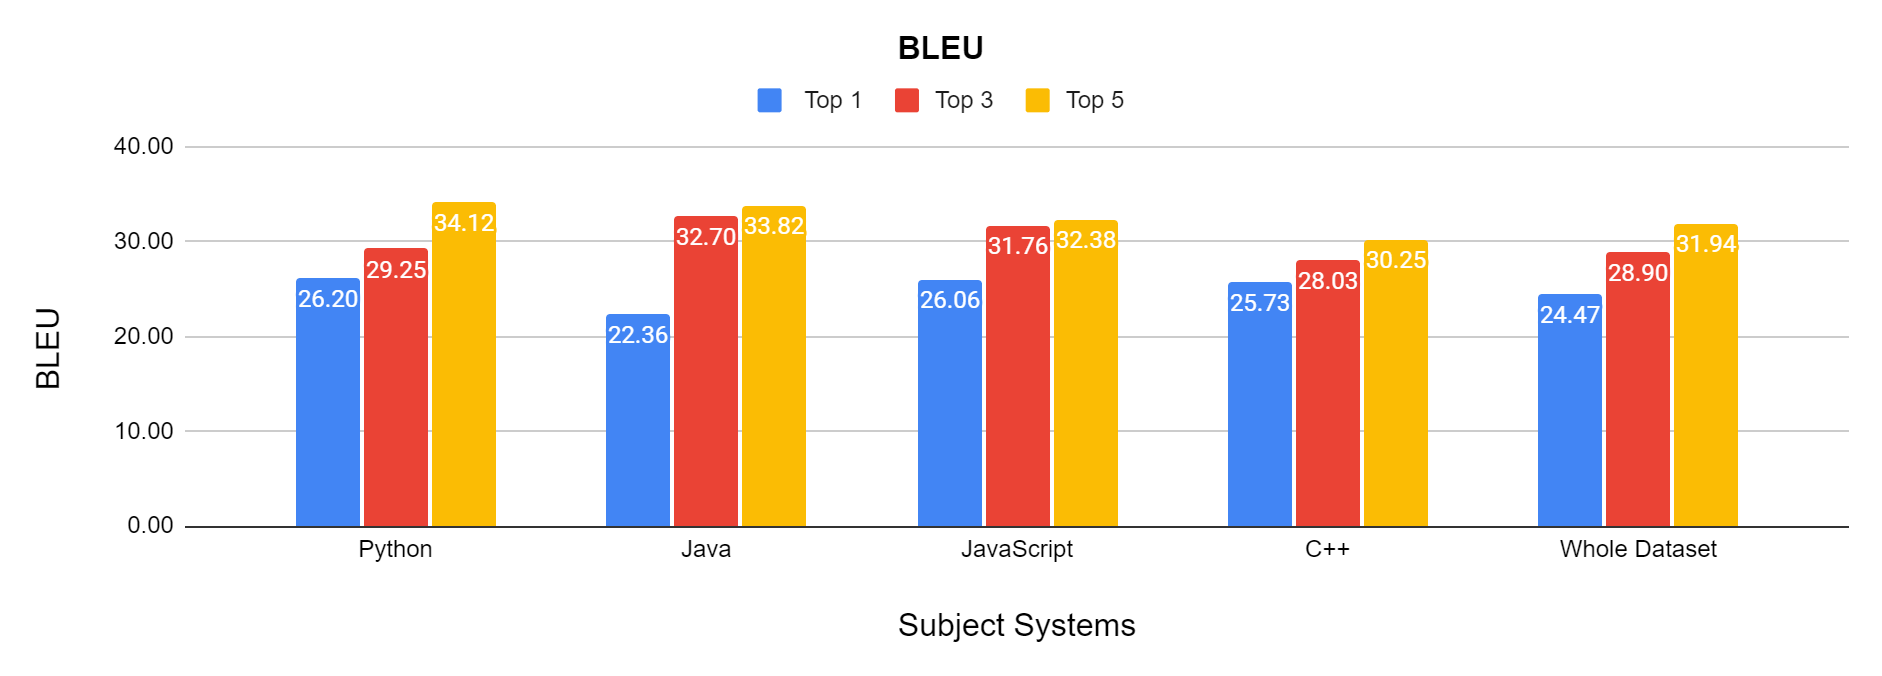 BLEU
Top 1 Top 3 Top 5
40.00
30.00
20.00
10.00
0.00
BLEU
26.20 29.25 34.12
22.36 32.70 33.82
26.06 31.76 32.38
25.73 28.03 30.25
24.47 28.90 31.94
Python Java JavaScript C++ Whole Dataset
Subject Systems